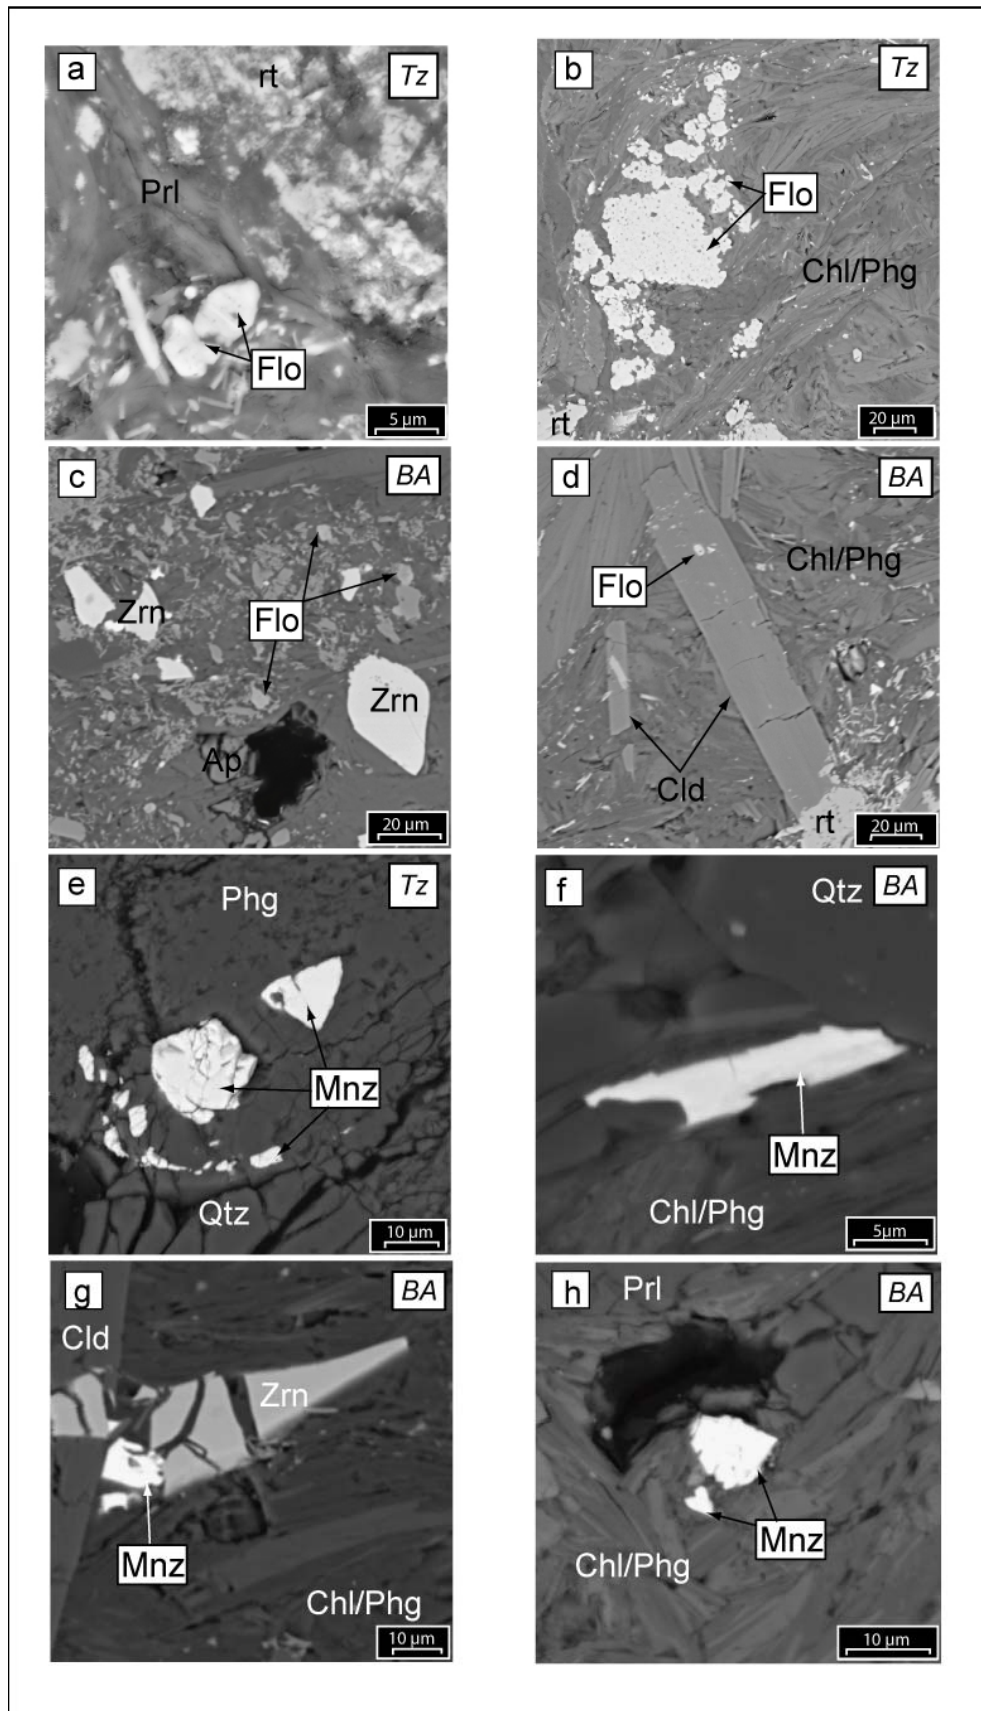 a
rt
Tz
Prl
Flo
5 µm
b
Tz
Flo
Chl/Phg
rt
20 µm
c
BA
Zrn
Flo
Zrn
Ap
20 µm
d
BA
Chl/Phg
Flo
Cld
rt
20 µm
e
Phg
Tz
Mnz
Qtz
10 µm
f
Qtz
BA
Mnz
Chl/Phg
5µm
g
BA
Cld
Zrn
Mnz
Chl/Phg
10 µm
h
Prl
BA
Mnz
Chl/Phg
10 µm